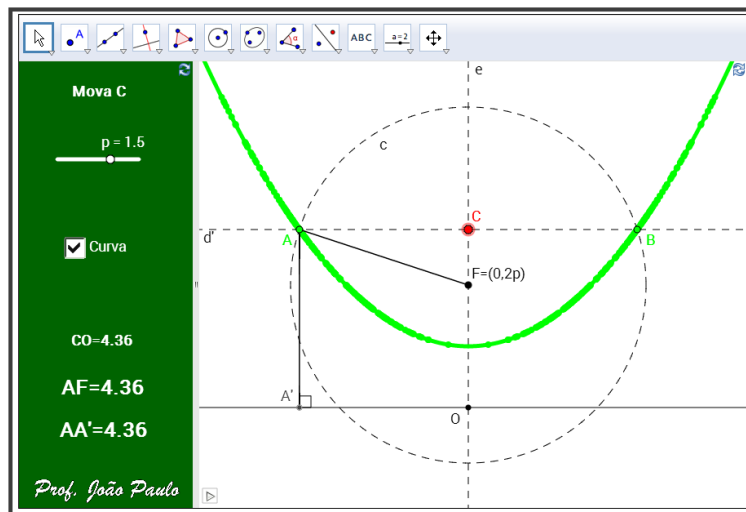 A
ABC
a=2
Mova C
p = 1.5
Curva
CO=4.36
AF=4.36
AA'=4.36
Prof. João Paulo
e
c
C
d'
A
B
F=(0,2p)
A'
O